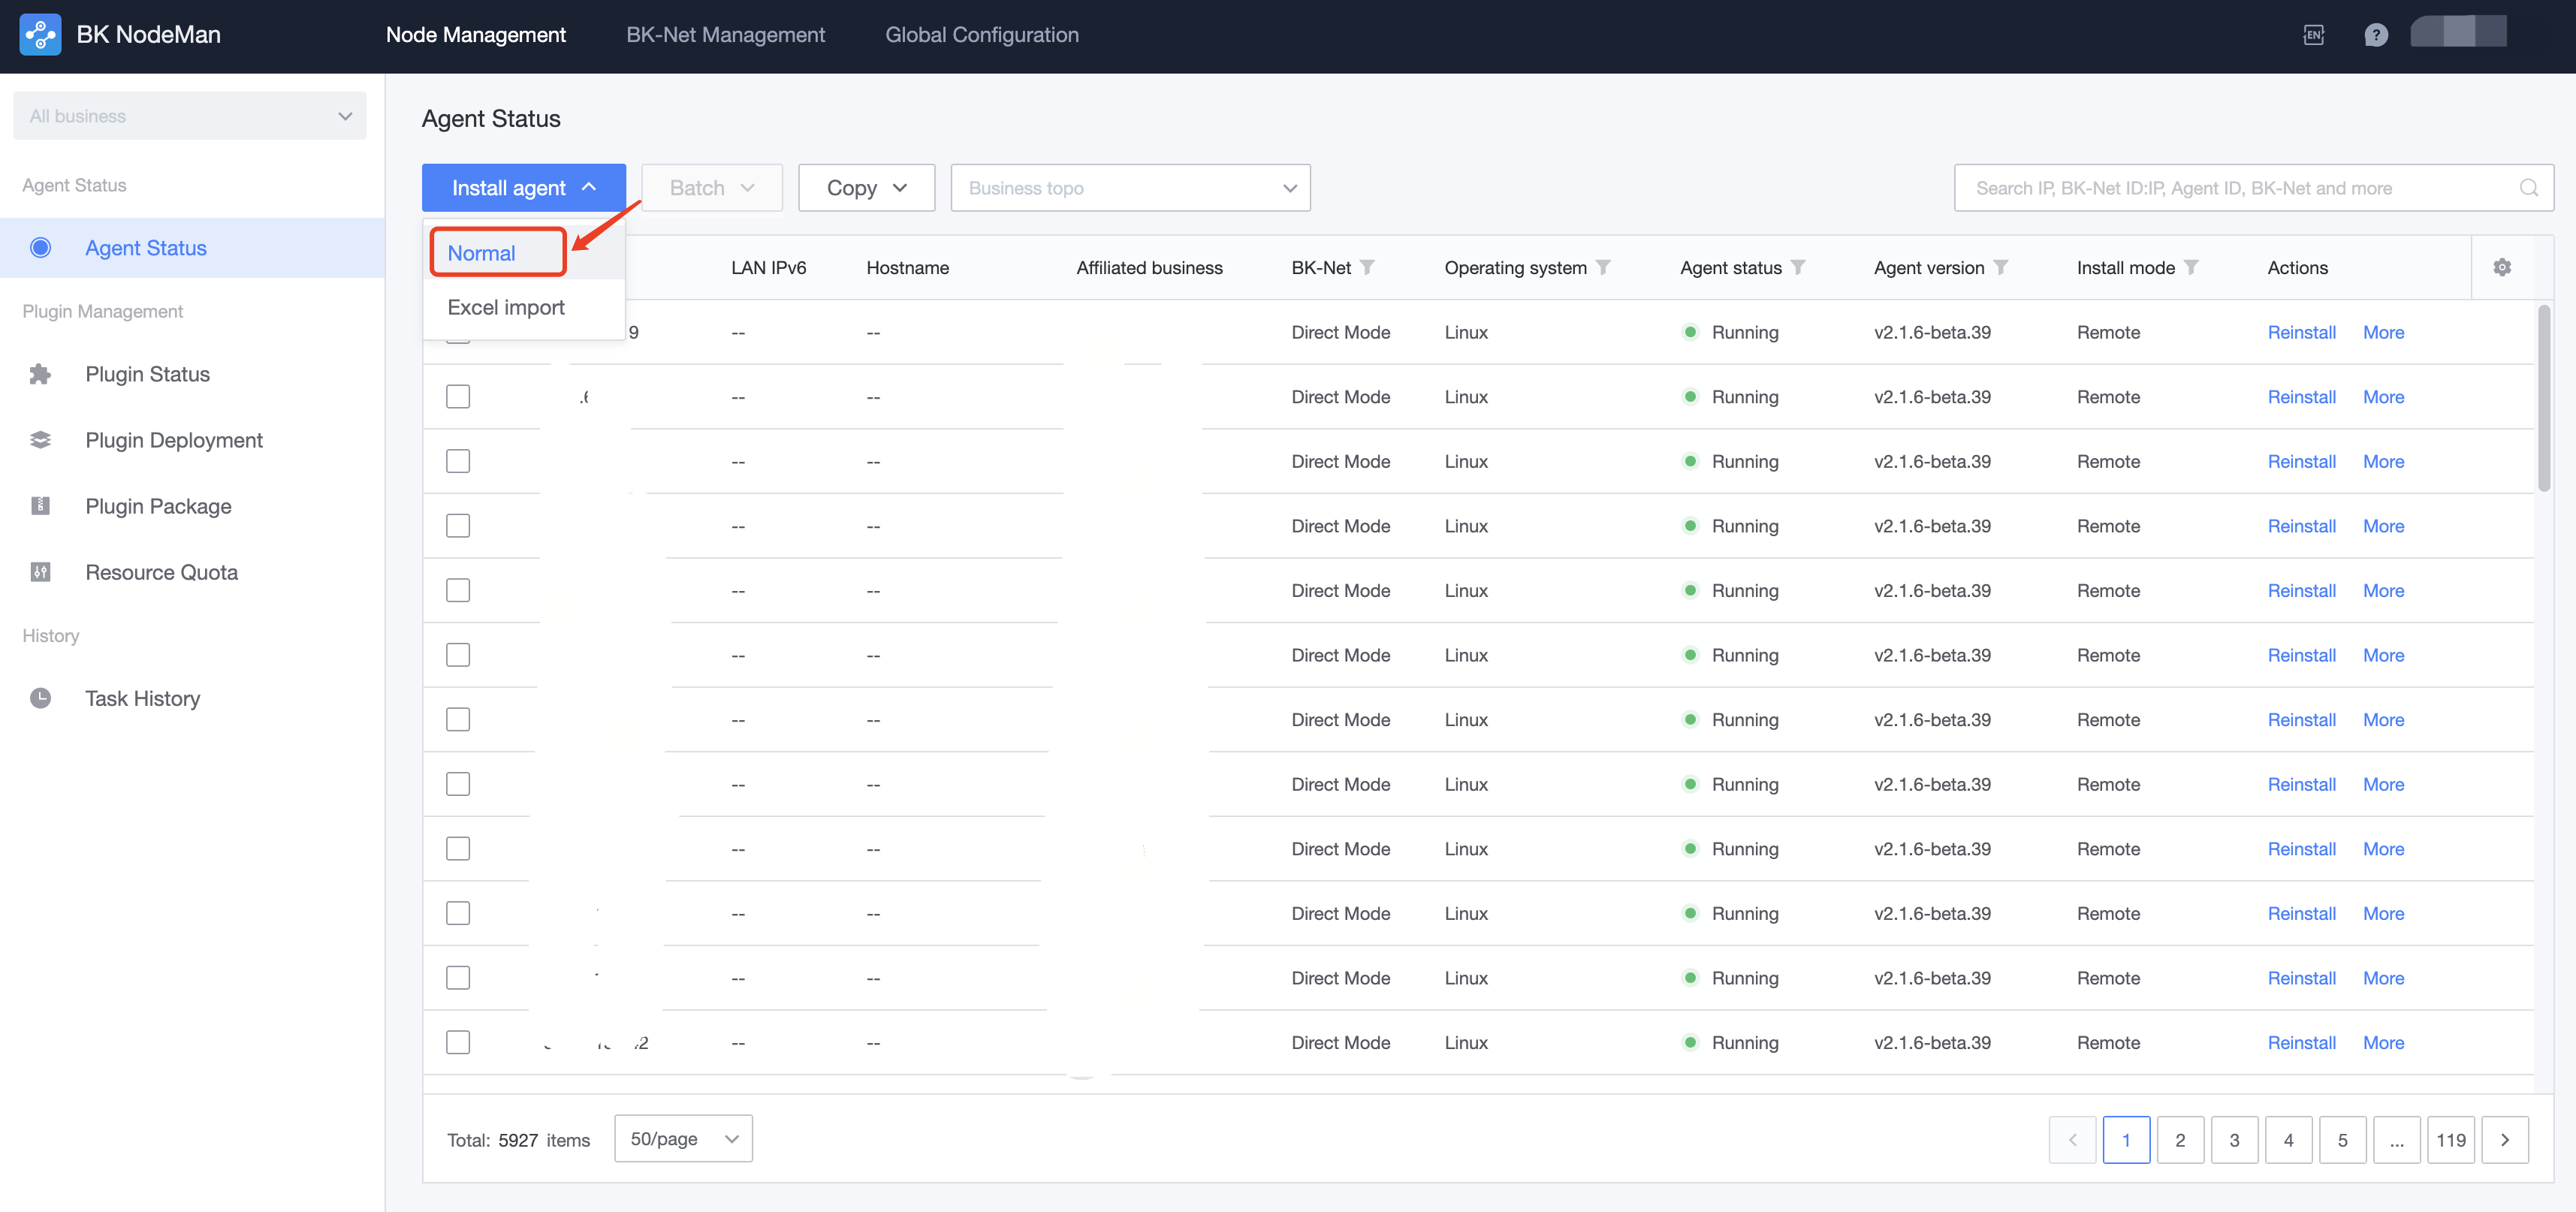 BK NodeMan Node Management BK-Net Management Global Configuration EN ?
All business
Agent Status
Agent Status
Plugin Management
Plugin Status
Plugin Deployment
Plugin Package
Resource Quota
History
Task History
Agent Status
Install agent Batch Copy Business topo Search IP, BK-Net ID:IP, Agent ID, BK-Net and more
Normal
Excel import
LAN IPv6 Hostname Affiliated business BK-Net Operating system Agent status Agent version Install mode Actions
9 -- -- Direct Mode Linux Running v2.1.6-beta.39 Remote Reinstall More
-- -- Direct Mode Linux Running v2.1.6-beta.39 Remote Reinstall More
-- -- Direct Mode Linux Running v2.1.6-beta.39 Remote Reinstall More
-- -- Direct Mode Linux Running v2.1.6-beta.39 Remote Reinstall More
-- -- Direct Mode Linux Running v2.1.6-beta.39 Remote Reinstall More
-- -- Direct Mode Linux Running v2.1.6-beta.39 Remote Reinstall More
-- -- Direct Mode Linux Running v2.1.6-beta.39 Remote Reinstall More
-- -- Direct Mode Linux Running v2.1.6-beta.39 Remote Reinstall More
-- -- Direct Mode Linux Running v2.1.6-beta.39 Remote Reinstall More
-- -- Direct Mode Linux Running v2.1.6-beta.39 Remote Reinstall More
-- -- Direct Mode Linux Running v2.1.6-beta.39 Remote Reinstall More
-- -- Direct Mode Linux Running v2.1.6-beta.39 Remote Reinstall More
Total: 5927 items 50/page 1 2 3 4 5 ... 119